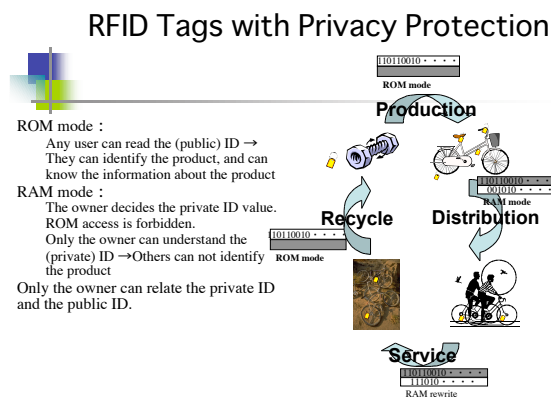 RFID Tags with Privacy Protection
110110010・・・・
ROM mode
Production
ROM mode：
Any user can read the (public) ID →
They can identify the product, and can
know the information about the product
RAM mode：
The owner decides the private ID value.
ROM access is forbidden.
Only the owner can understand the
(private) ID →Others can not identify
the product
Only the owner can relate the private ID
and the public ID.
110110010・・・・
001010・・・・
RAM mode
Distribution
Recycle
110110010・・・・
ROM mode
Service
110110010・・・・
111010・・・・
RAM rewrite